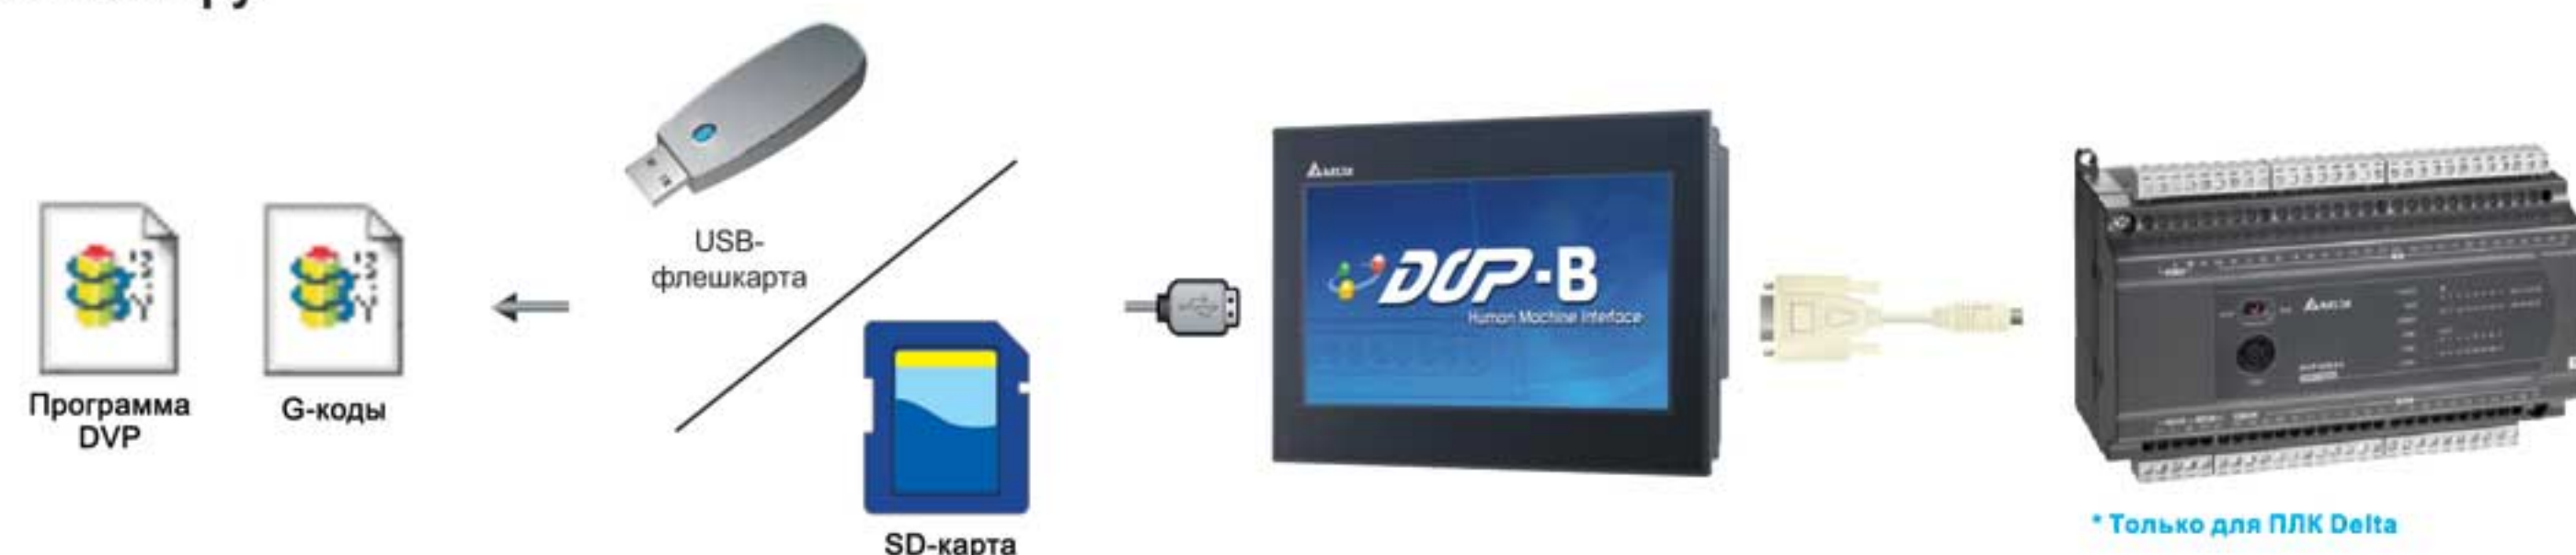 USB-
флешкарта
SD-карта
Программа
DVP
G-коды
DOP-B
Human Machine Interface
* Только для ПЛК Delta